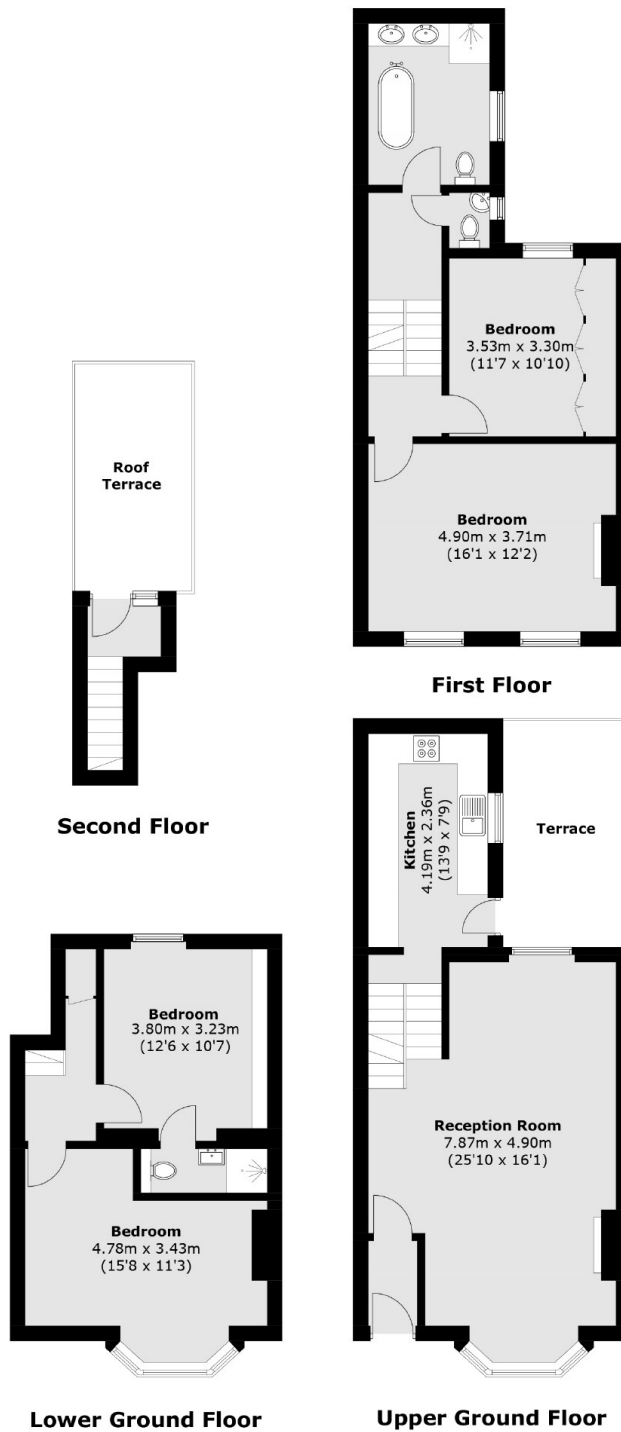 Bedroom
3.53m x 3.30m
(11'7 x 10'10)
Bedroom
4.90m x 3.71m
(16'1 x 12'2)
First Floor
Roof
Terrace
Second Floor
Kitchen
4.19m x 2.36m
(13'9 x 7'9)
Terrace
Reception Room
7.87m x 4.90m
(25'10 x 16'1)
Upper Ground Floor
Bedroom
3.80m x 3.23m
(12'6 x 10'7)
Bedroom
4.78m x 3.43m
(15'8 x 11'3)
Lower Ground Floor